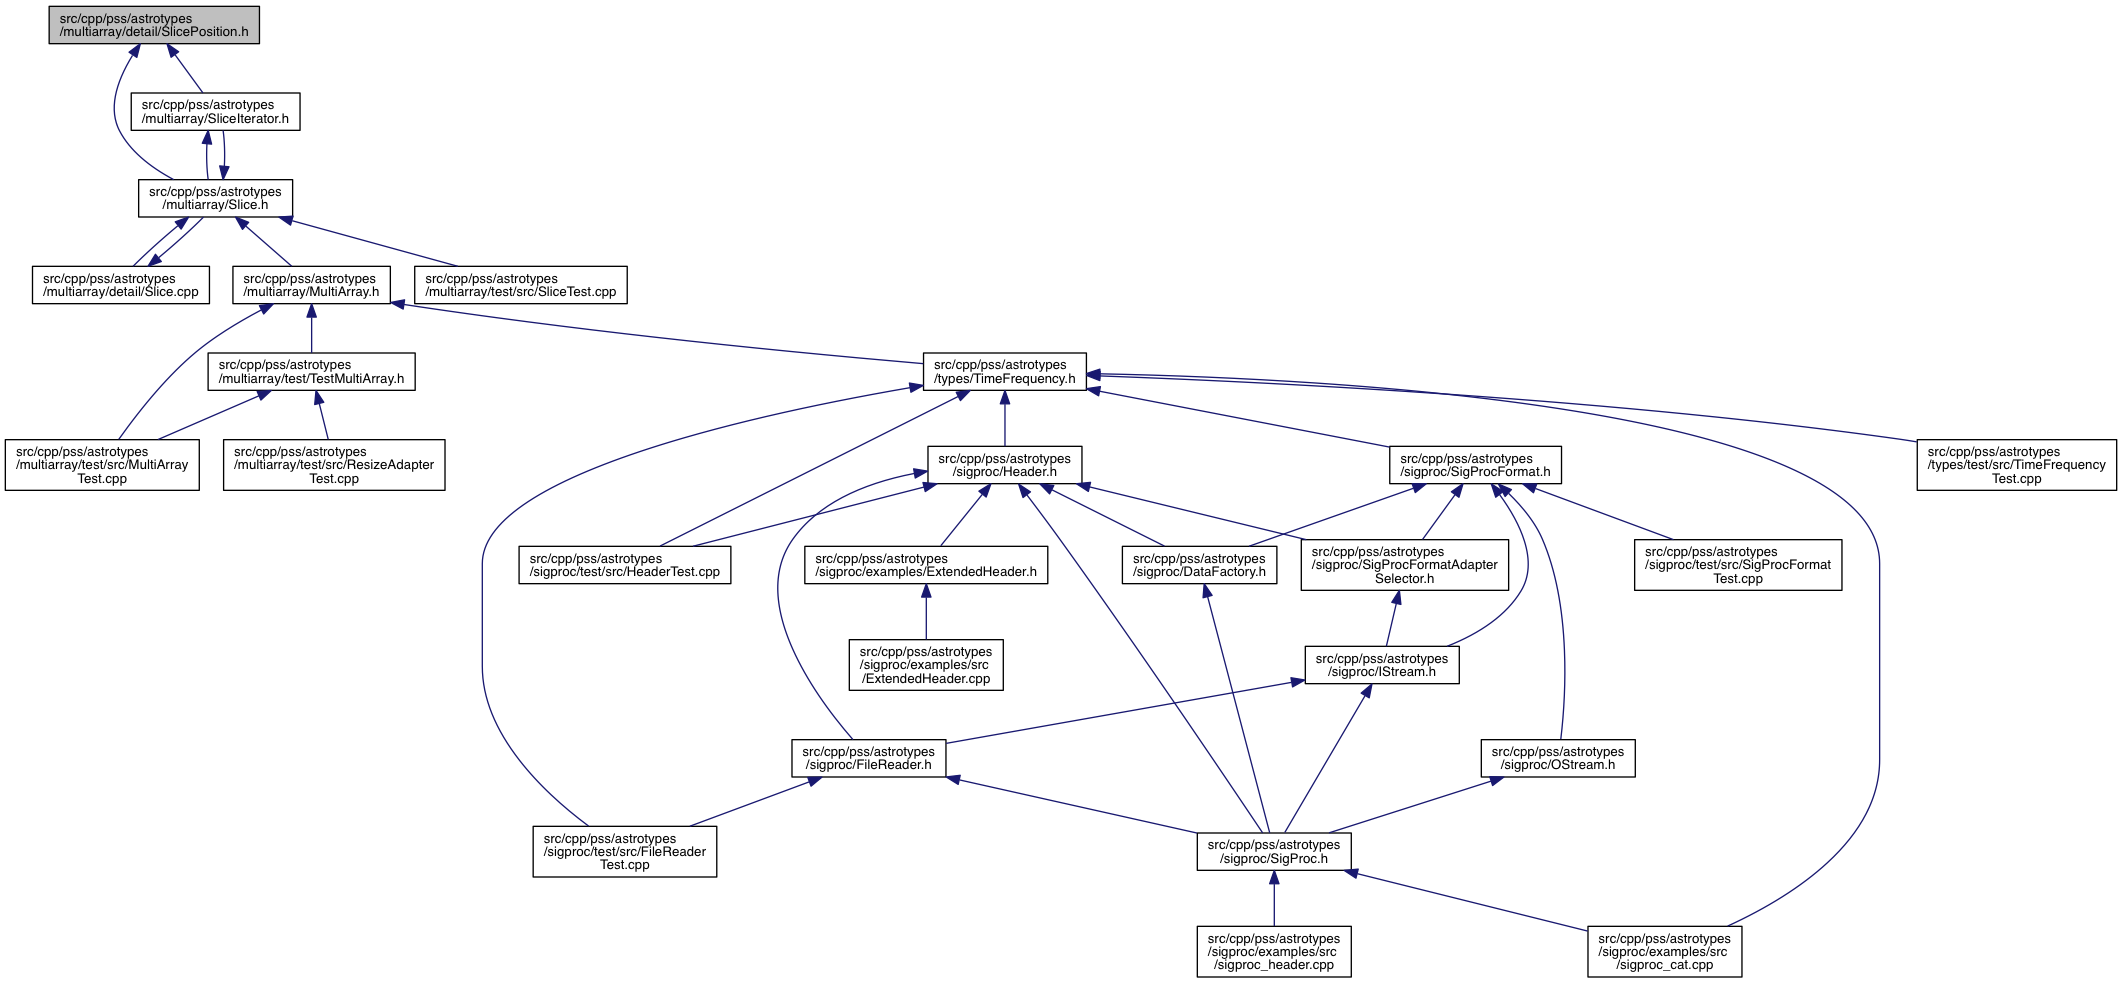 src/cpp/pss/astrotypes
/multiarray/detail/SlicePosition.h
src/cpp/pss/astrotypes
/multiarray/SliceIterator.h
src/cpp/pss/astrotypes
/multiarray/Slice.h
src/cpp/pss/astrotypes
/multiarray/detail/Slice.cpp
src/cpp/pss/astrotypes
/multiarray/MultiArray.h
src/cpp/pss/astrotypes
/multiarray/test/src/SliceTest.cpp
src/cpp/pss/astrotypes
/multiarray/test/TestMultiArray.h
src/cpp/pss/astrotypes
/types/TimeFrequency.h
src/cpp/pss/astrotypes
/multiarray/test/src/MultiArray
Test.cpp
src/cpp/pss/astrotypes
/multiarray/test/src/ResizeAdapter
Test.cpp
src/cpp/pss/astrotypes
/sigproc/Header.h
src/cpp/pss/astrotypes
/sigproc/SigProcFormat.h
src/cpp/pss/astrotypes
/types/test/src/TimeFrequency
Test.cpp
src/cpp/pss/astrotypes
/sigproc/test/src/HeaderTest.cpp
src/cpp/pss/astrotypes
/sigproc/examples/ExtendedHeader.h
src/cpp/pss/astrotypes
/sigproc/DataFactory.h
src/cpp/pss/astrotypes
/sigproc/SigProcFormatAdapter
Selector.h
src/cpp/pss/astrotypes
/sigproc/test/src/SigProcFormat
Test.cpp
src/cpp/pss/astrotypes
/sigproc/examples/src
/ExtendedHeader.cpp
src/cpp/pss/astrotypes
/sigproc/IStream.h
src/cpp/pss/astrotypes
/sigproc/FileReader.h
src/cpp/pss/astrotypes
/sigproc/OStream.h
src/cpp/pss/astrotypes
/sigproc/test/src/FileReader
Test.cpp
src/cpp/pss/astrotypes
/sigproc/SigProc.h
src/cpp/pss/astrotypes
/sigproc/examples/src
/sigproc_header.cpp
src/cpp/pss/astrotypes
/sigproc/examples/src
/sigproc_cat.cpp